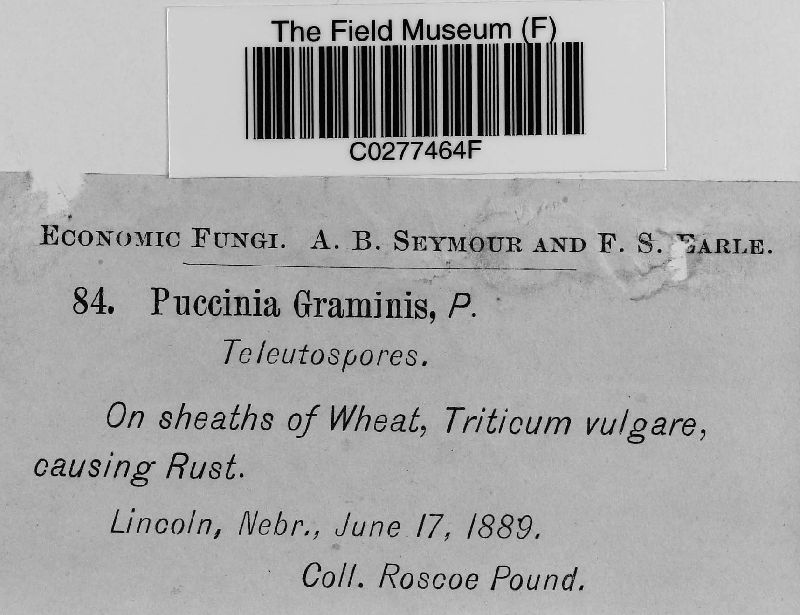 The Field Museum (F)
C0277464F
Economic Fungi. A. B. Seymour and F. S. Earle.
84. Puccinia Graminis, P.
Teleutospores.
On sheaths of Wheat, Triticum vulgare,
causing Rust.
Lincoln, Nebr., June 17, 1889.
Coll. Roscoe Pound.